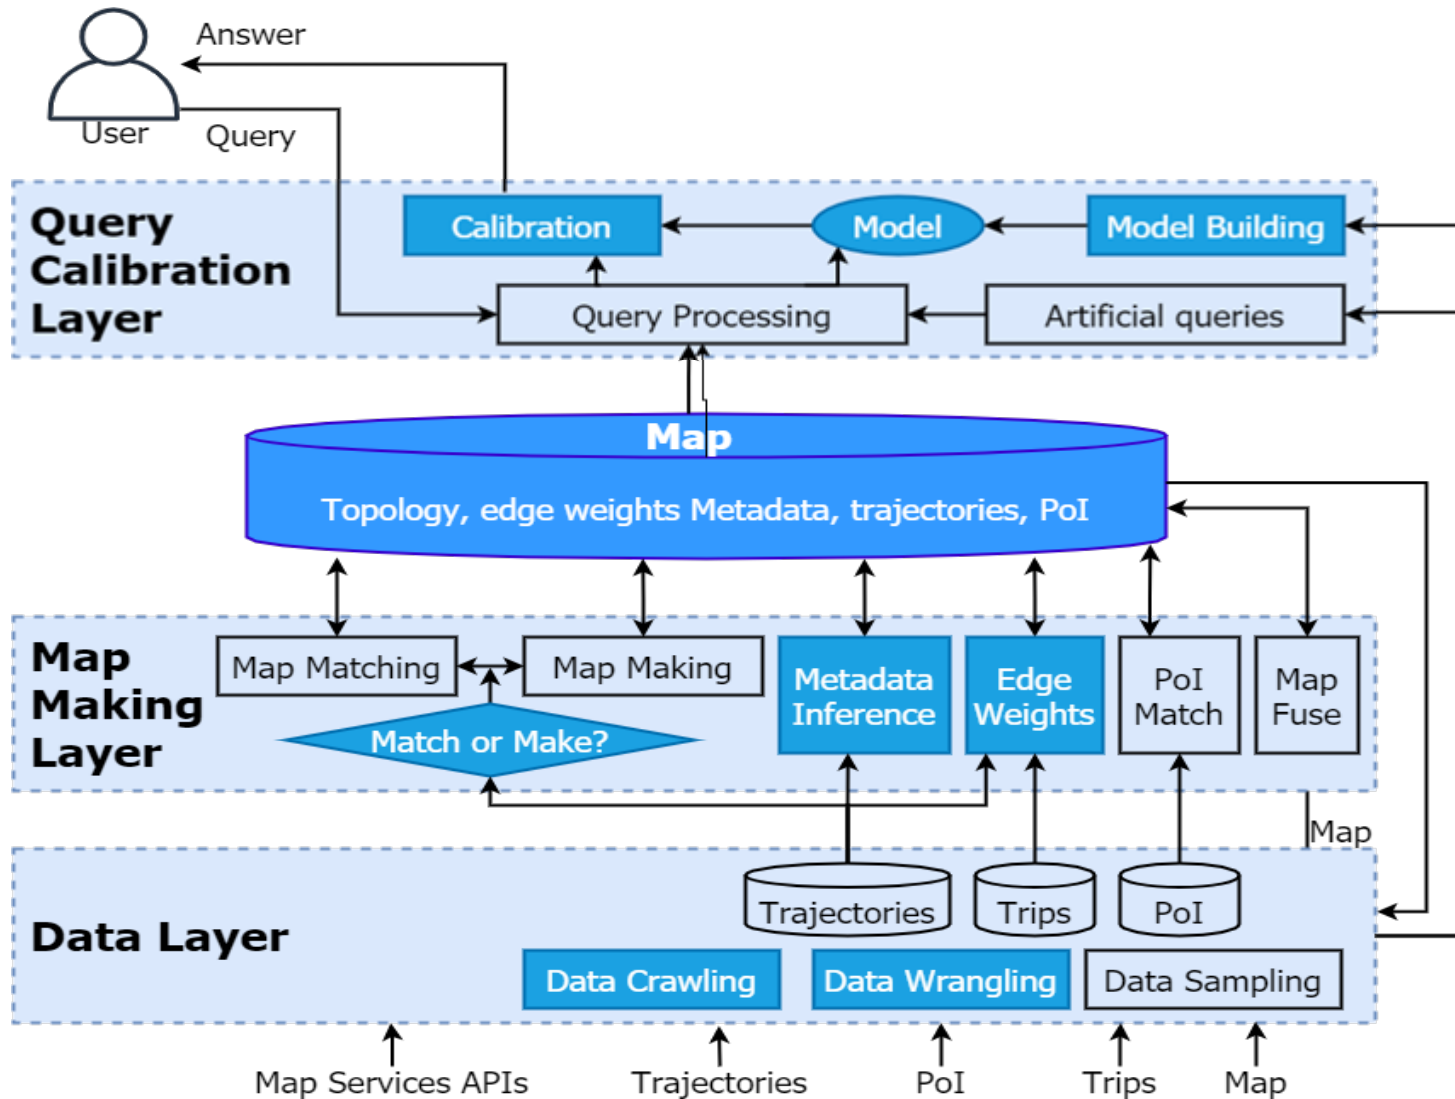 Answer
User
Query
Query
Calibration
Layer
Calibration
Model
Model Building
Query Processing
Artificial queries
Map
Topology, edge weights Metadata, trajectories, PoI
Map
Making
Layer
Map Matching
Map Making
Metadata
Inference
Edge
Weights
PoI
Match
Map
Fuse
Match or Make?
Map
Data Layer
Trajectories
Trips
PoI
Data Crawling
Data Wrangling
Data Sampling
Map Services APIs
Trajectories
PoI
Trips
Map